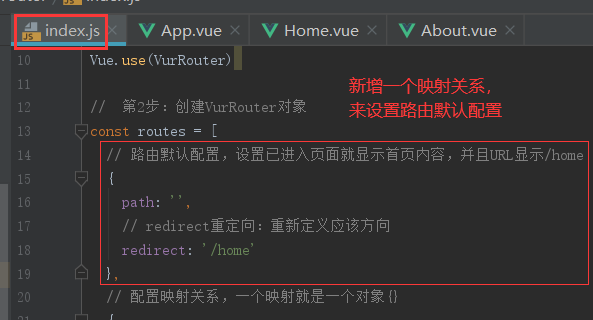 index.js
index.js App.vue Home.vue About.vue
10 Vue.use(VurRouter)
11
12 // 第2步：创建VurRouter对象
13 const routes = [
14 // 路由默认配置，设置已进入页面就显示首页内容，并且URL显示/home
15 {
16 path: '',
17 // redirect重定向：重新定义应该方向
18 redirect: '/home'
19 },
20 // 配置映射关系，一个映射就是一个对象{}
新增一个映射关系，
来设置路由默认配置